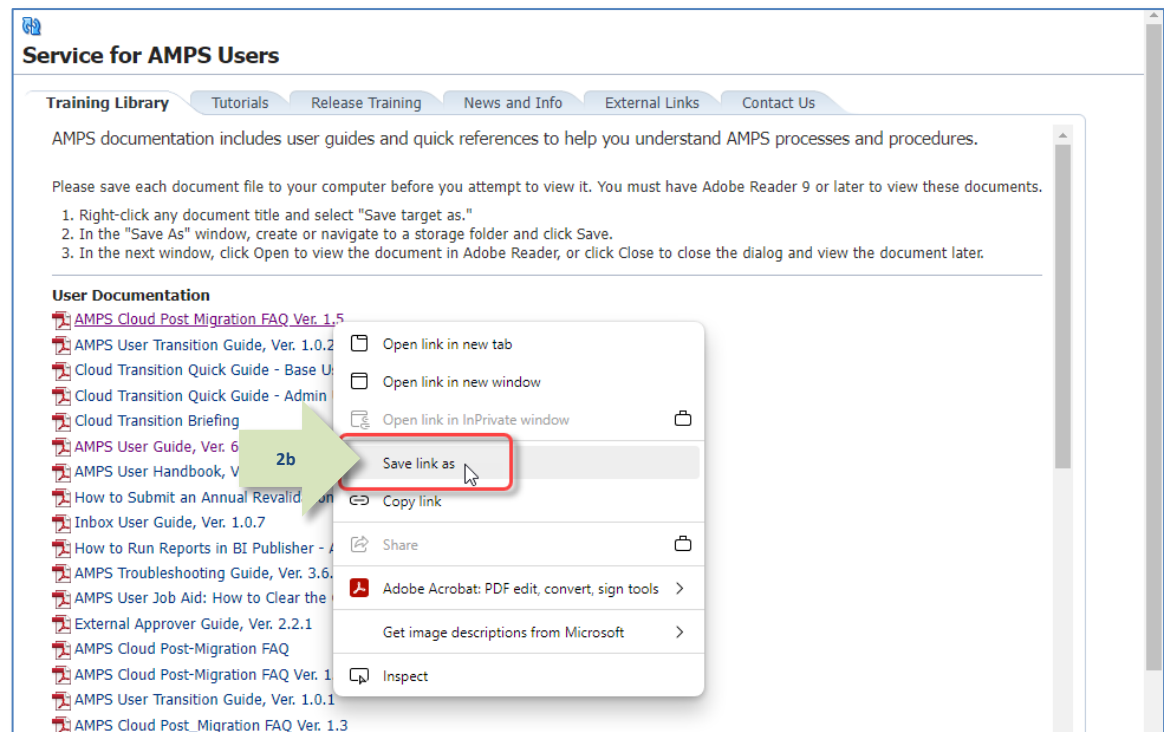 Service for AMPS Users
Training Library Tutorials Release Training News and Info External Links Contact Us
AMPS documentation includes user guides and quick references to help you understand AMPS processes and procedures.
Please save each document file to your computer before you attempt to view it. You must have Adobe Reader 9 or later to view these documents.
1. Right-click any document title and select "Save target as."
2. In the "Save As" window, create or navigate to a storage folder and click Save.
3. In the next window, click Open to view the document in Adobe Reader, or click Close to close the dialog and view the document later.
User Documentation
AMPS Cloud Post Migration FAQ Ver. 1.5
AMPS User Transition Guide, Ver. 1.0.2
Cloud Transition Quick Guide - Base U
Cloud Transition Quick Guide - Admin
Cloud Transition Briefing
AMPS User Guide, Ver. 6
AMPS User Handbook, V
How to Submit an Annual Revalidation
Inbox User Guide, Ver. 1.0.7
How to Run Reports in BI Publisher -
AMPS Troubleshooting Guide, Ver. 3.6.
AMPS User Job Aid: How to Clear the
External Approver Guide, Ver. 2.2.1
AMPS Cloud Post-Migration FAQ
AMPS Cloud Post-Migration FAQ Ver. 1
AMPS User Transition Guide, Ver. 1.0.1
AMPS Cloud Post_Migration FAQ Ver. 1.3
Open link in new tab
Open link in new window
Open link in InPrivate window
2b
Save link as
Copy link
Share
Adobe Acrobat: PDF edit, convert, sign tools
Get image descriptions from Microsoft
Inspect